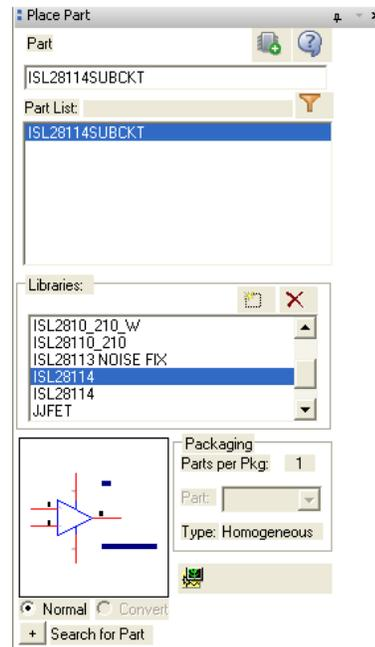 Place Part
Part
ISL28114SUBCKT
Part List:
ISL28114SUBCKT
Libraries:
ISL2810_210_W
ISL28110_210
ISL28113 NOISE FIX
ISL28114
ISL28114
JJFET
Packaging
Parts per Pkg: 1
Part:
Type: Homogeneous
Normal Convert
+ Search for Part